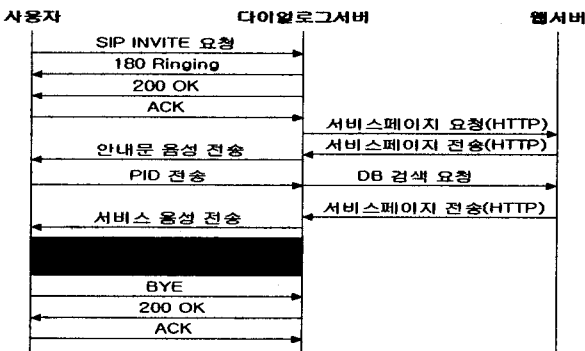 사용자 다이얄로그서버 웹서버
SIP INVITE 요청
180 Ringing
200 OK
ACK
서비스페이지 요청(HTTP)
안내문 음성 전송 서비스페이지 전송(HTTP)
PID 전송 DB 검색 요청
서비스 음성 전송 서비스페이지 전송(HTTP)
BYE
200 OK
ACK